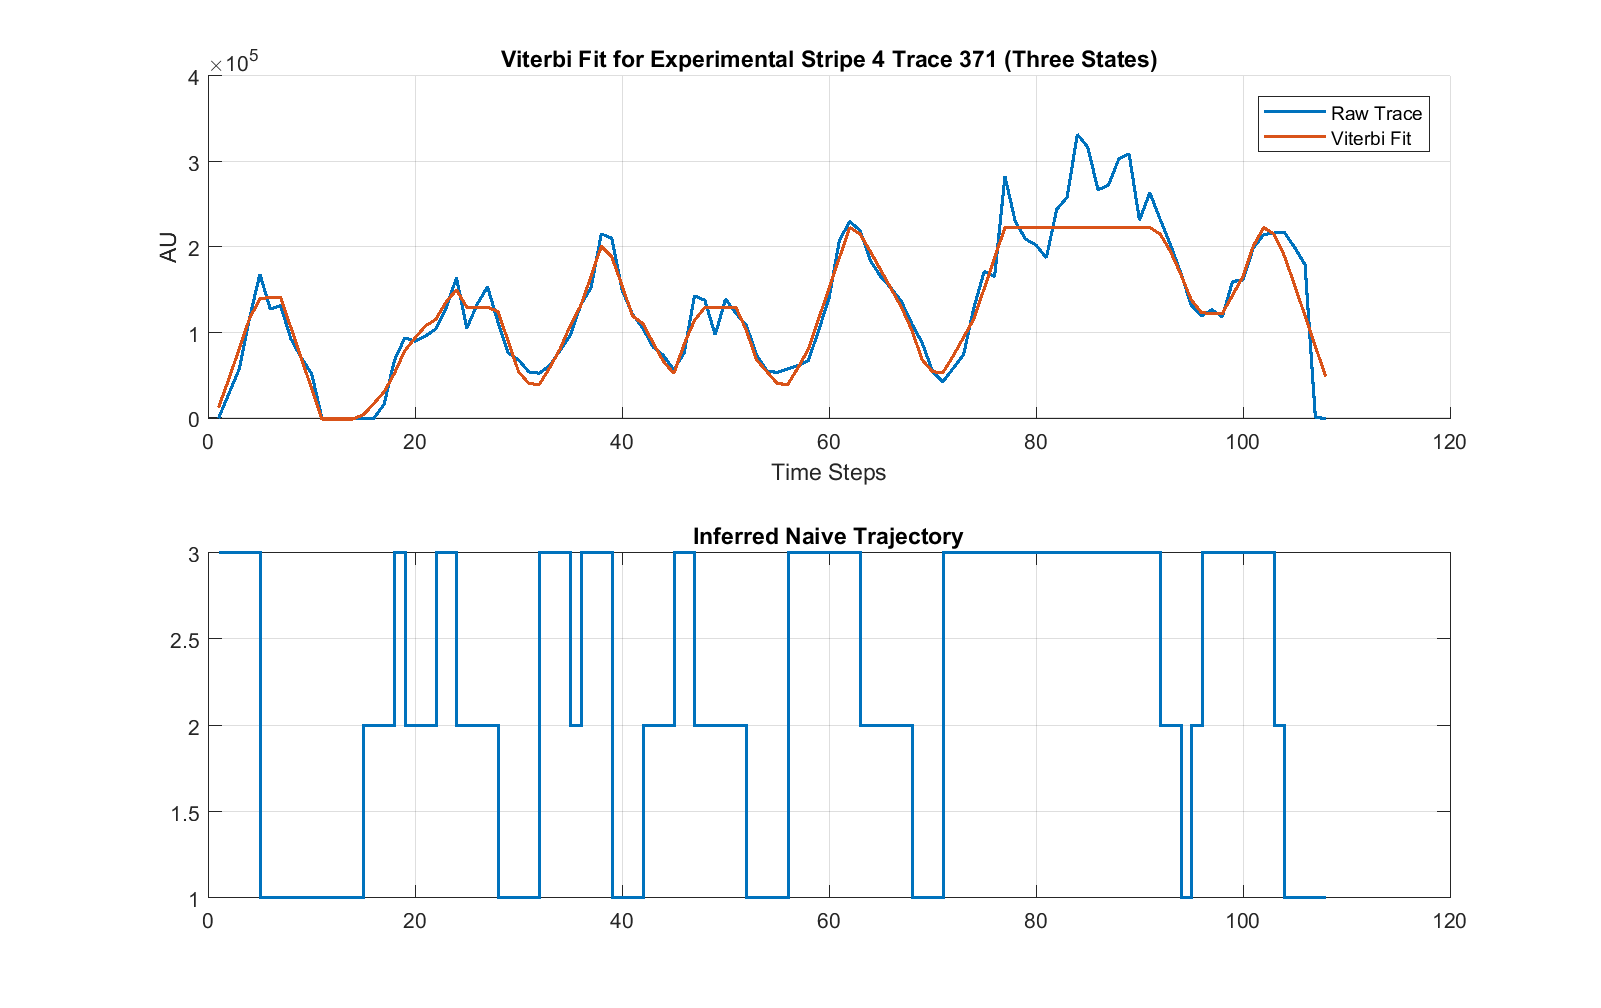 Viterbi Fit for Experimental Stripe 4 Trace 371 (Three States)
×10⁵
4
3
2
1
0
AU
Raw Trace
Viterbi Fit
0 20 40 60 80 100 120
Time Steps
Inferred Naive Trajectory
3
2.5
2
1.5
1
0 20 40 60 80 100 120